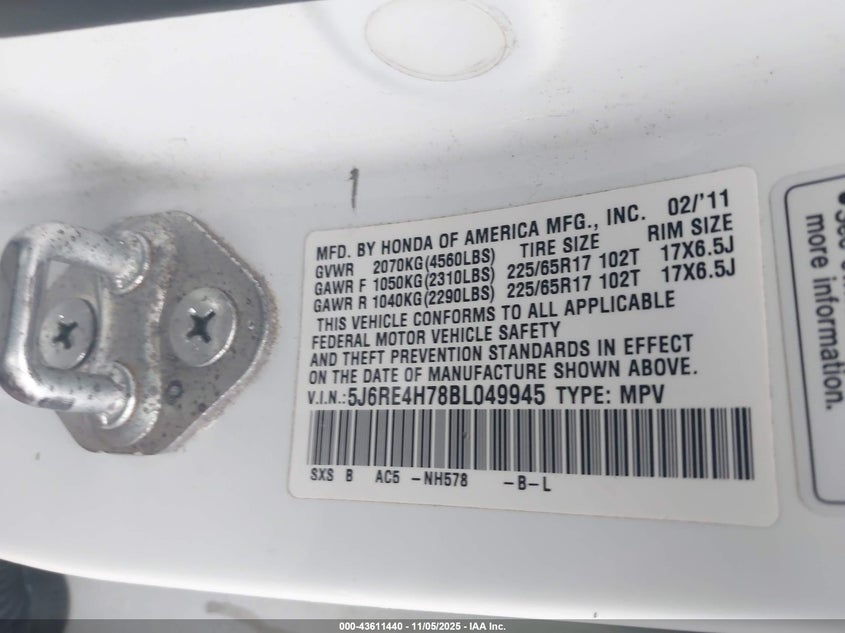 MFD. BY HONDA OF AMERICA MFG., INC. 02/'11
GVWR 2070KG(4560LBS) TIRE SIZE RIM SIZE
GAWR F 1050KG(2310LBS) 225/65R17 102T 17X6.5J
GAWR R 1040KG(2290LBS) 225/65R17 102T 17X6.5J
THIS VEHICLE CONFORMS TO ALL APPLICABLE
FEDERAL MOTOR VEHICLE SAFETY
AND THEFT PREVENTION STANDARDS IN EFFECT
ON THE DATE OF MANUFACTURE SHOWN ABOVE.
V.I.N.:5J6RE4H78BL049945 TYPE: MPV
SXS B AC5 -NH578 -B-L
more information.
000-43611440 - 11/05/2025 - IAA Inc.